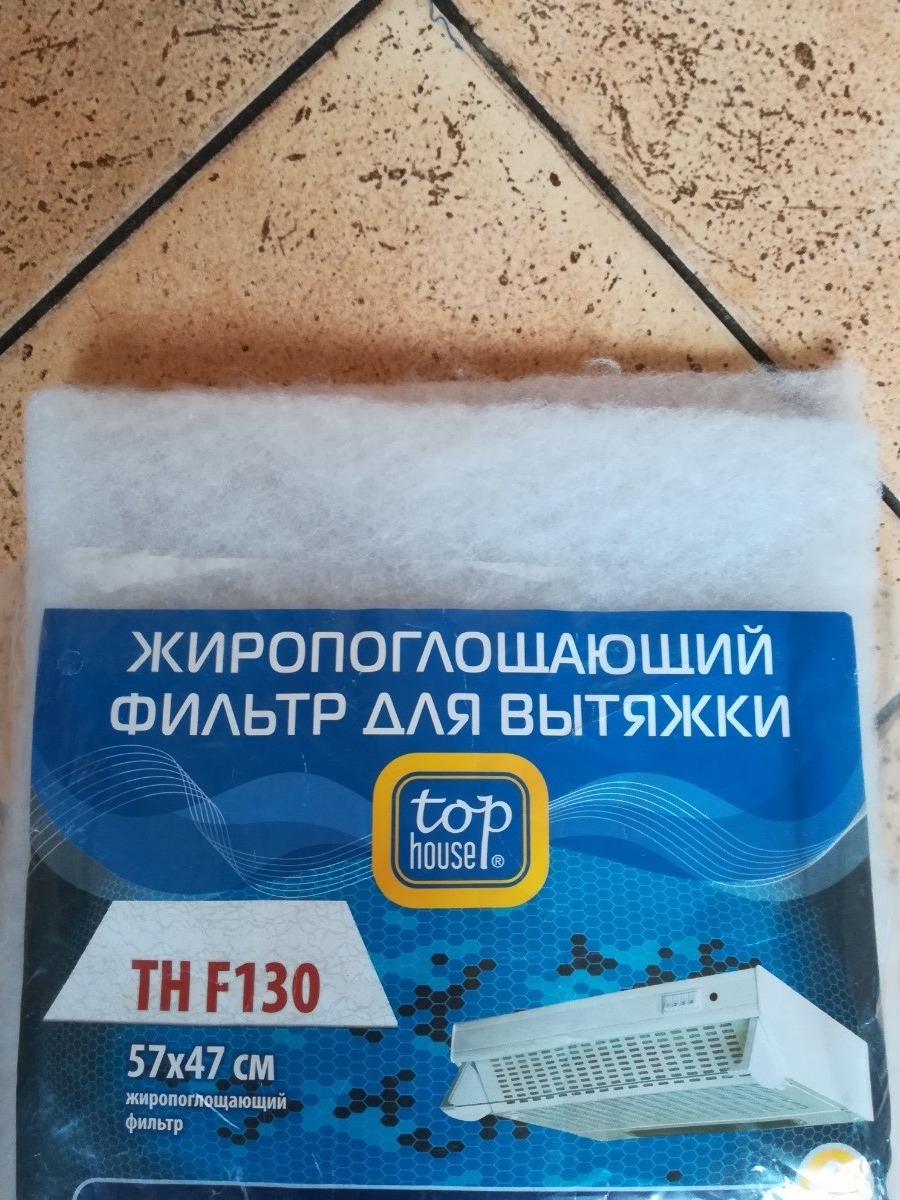 ЖИРОПОГЛОЩАЮЩИЙ
ФИЛЬТР ДЛЯ ВЫТЯЖКИ
top
house®
TH F130
57x47 см
жиропоглощающий
фильтр